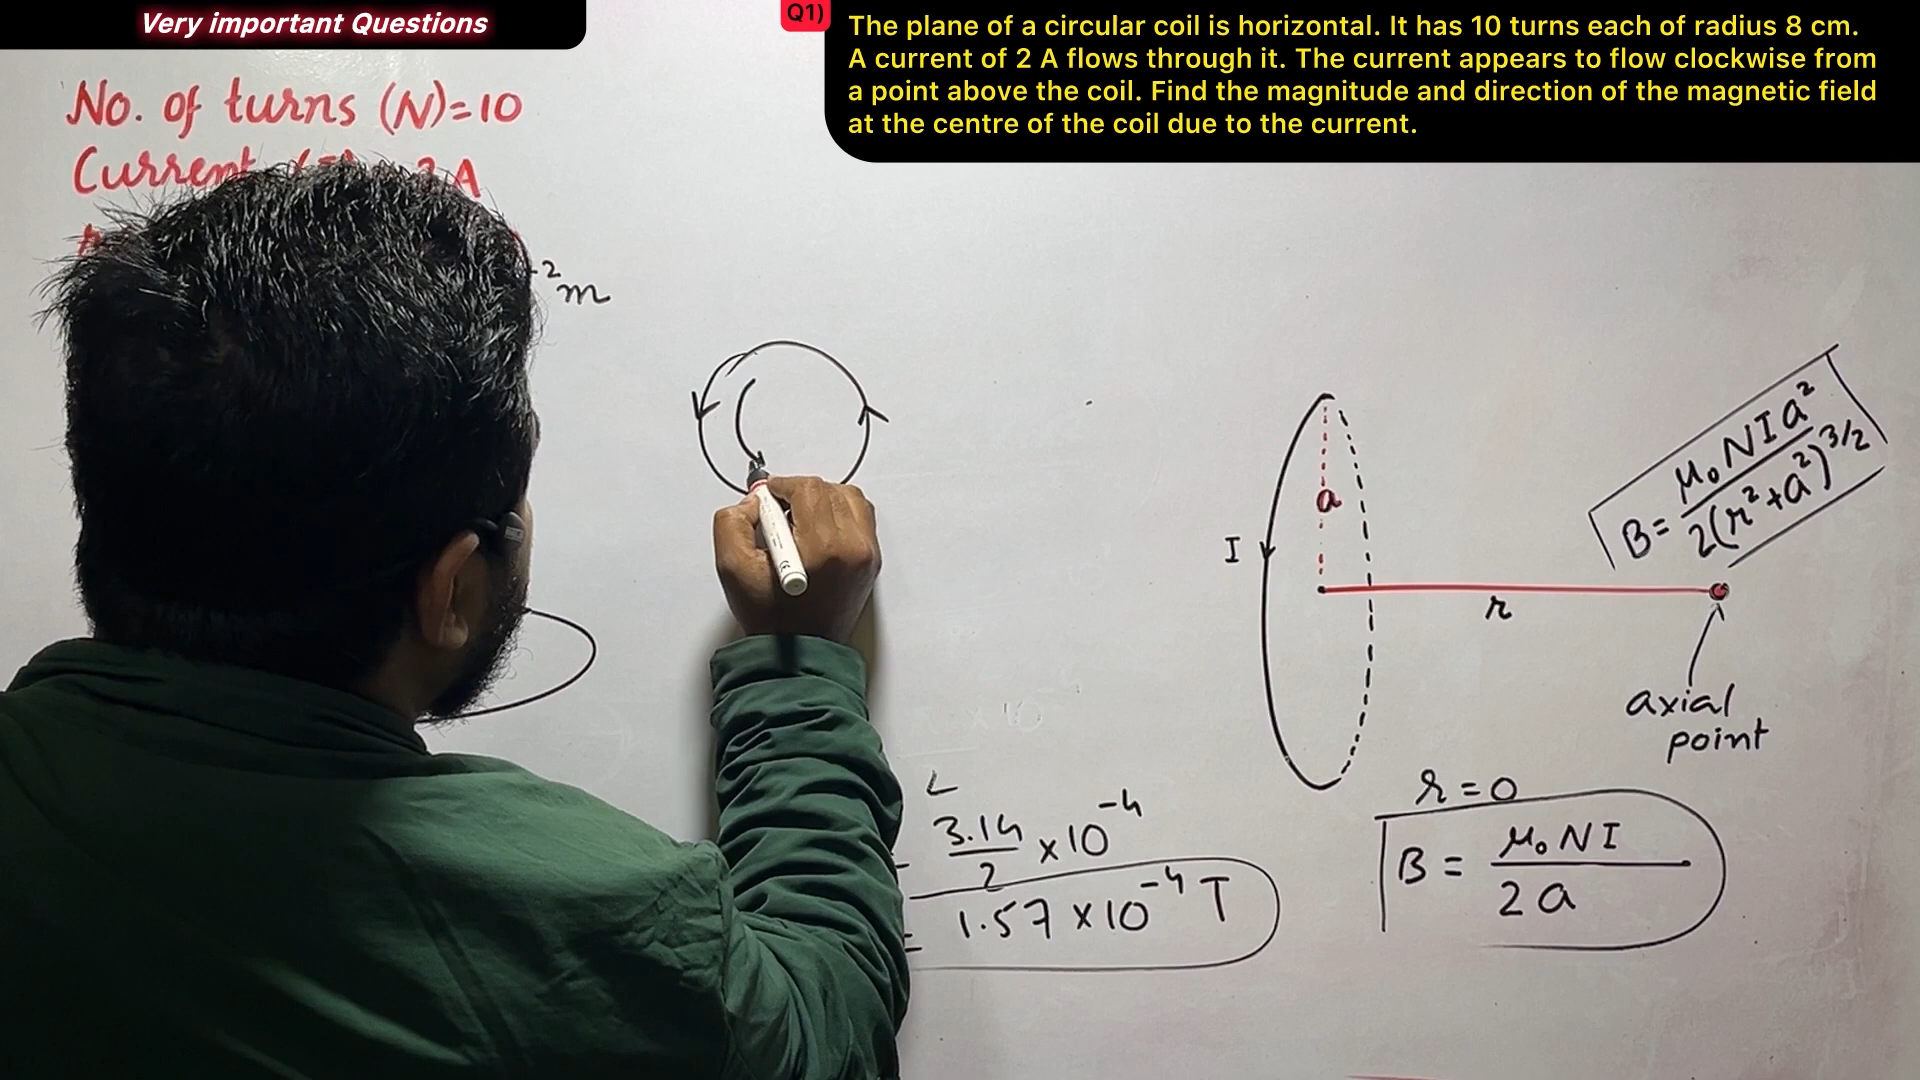 Very important Questions
Q1)
The plane of a circular coil is horizontal. It has 10 turns each of radius 8 cm.
A current of 2 A flows through it. The current appears to flow clockwise from
a point above the coil. Find the magnitude and direction of the magnetic field
at the centre of the coil due to the current.
No. of turns (N)=10
Current A
-2 m
a
I
r
B = μ₀NIa² / 2(r²+a²)^3/2
axial
point
r=0
B = μ₀NI / 2a
= 3.14/2 ×10⁻⁴
= 1.57 ×10⁻⁴ T